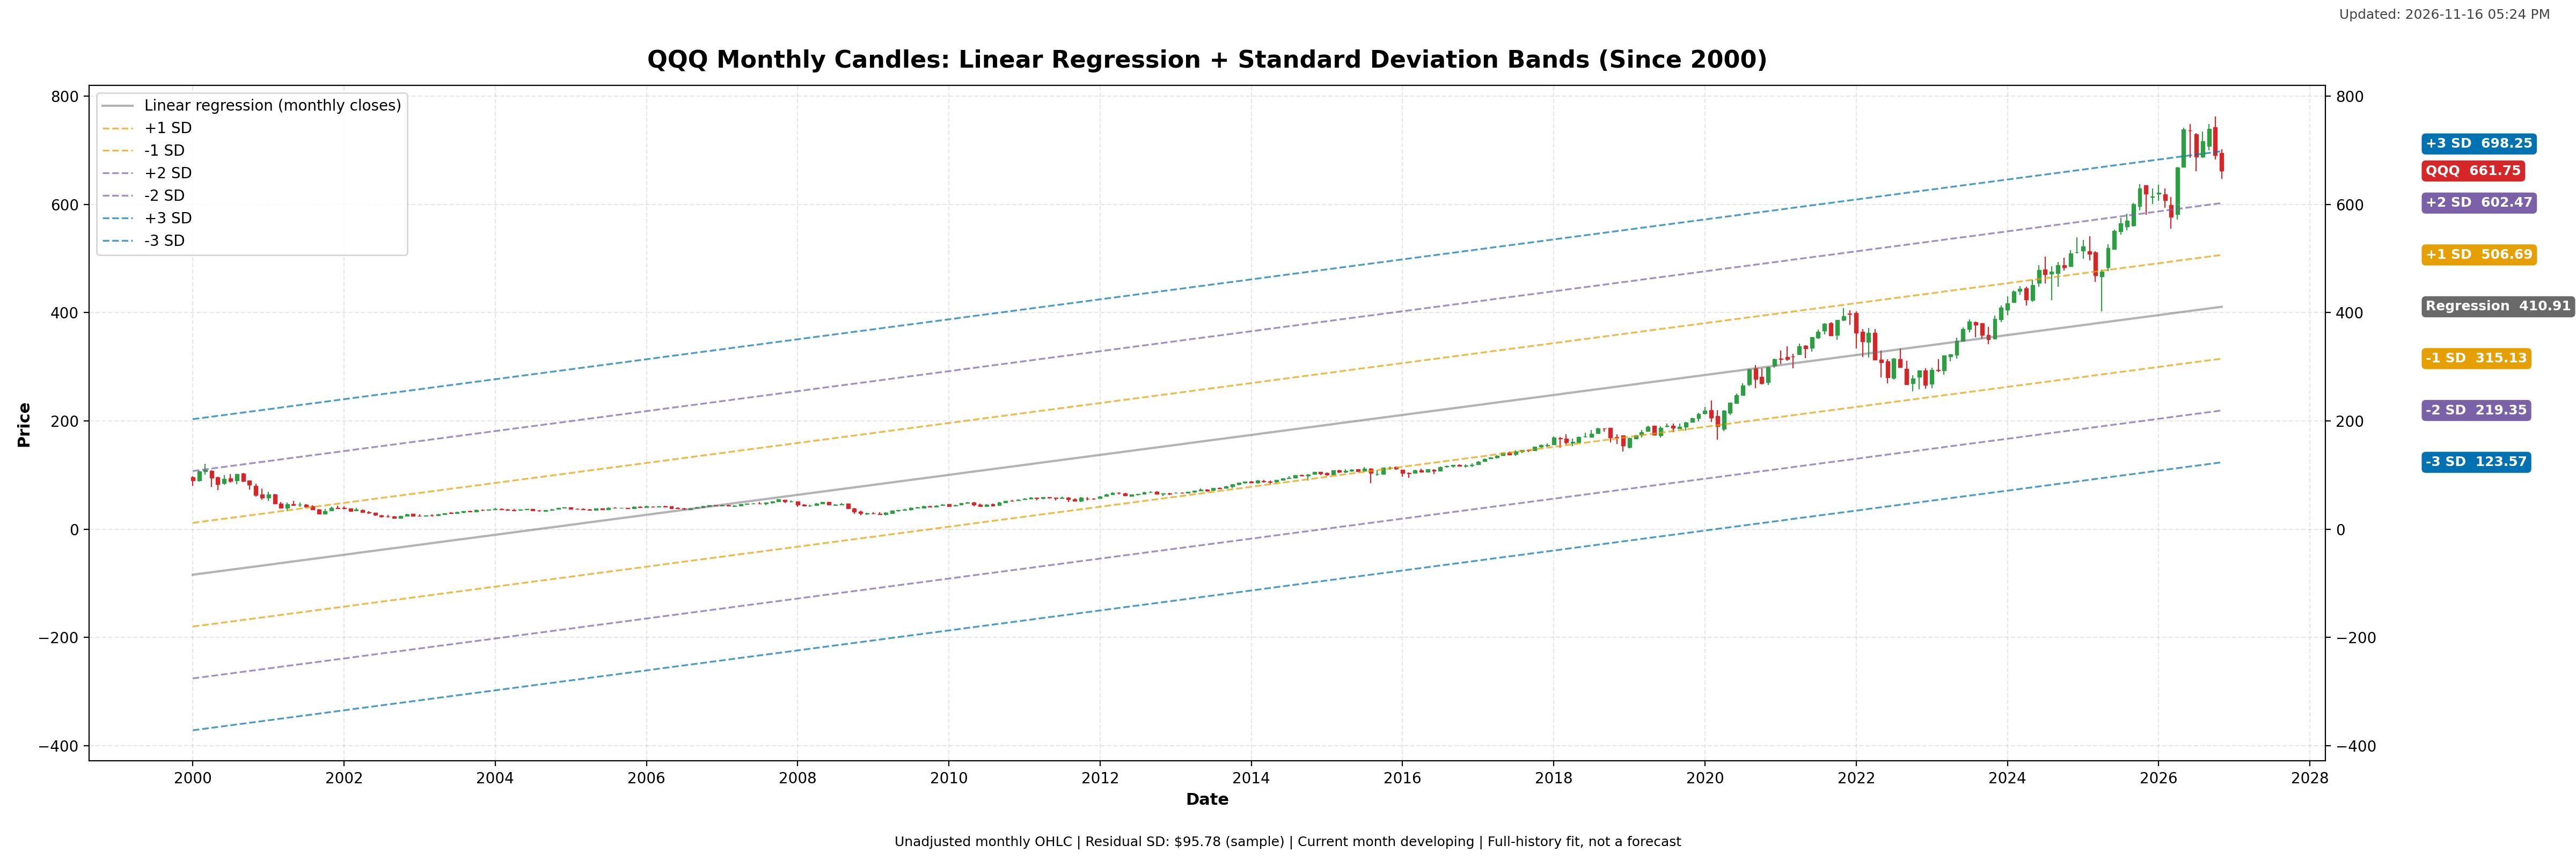 Updated: 2026-11-16 05:24 PM
QQQ Monthly Candles: Linear Regression + Standard Deviation Bands (Since 2000)
Linear regression (monthly closes)
+1 SD
-1 SD
+2 SD
-2 SD
+3 SD
-3 SD
Price
800
600
400
200
0
−200
−400
800
600
400
200
0
−200
−400
+3 SD 698.25
QQQ 661.75
+2 SD 602.47
+1 SD 506.69
Regression 410.91
-1 SD 315.13
-2 SD 219.35
-3 SD 123.57
2000 2002 2004 2006 2008 2010 2012 2014 2016 2018 2020 2022 2024 2026 2028
Date
Unadjusted monthly OHLC | Residual SD: $95.78 (sample) | Current month developing | Full-history fit, not a forecast